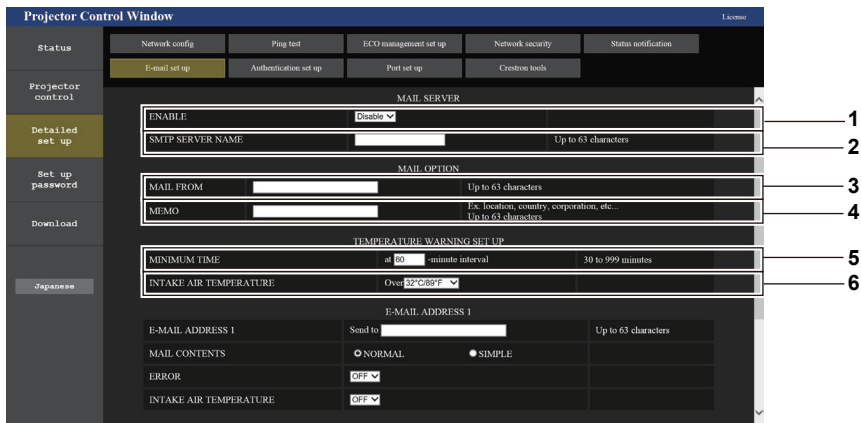 Projector Control Window
License
Status
Network config
Ping test
ECO management set up
Network security
Status notification
E-mail set up
Authentication set up
Port set up
Crestron tools
Projector
control
Detailed
set up
Set up
password
Download
Japanese
MAIL SERVER
ENABLE Disable 1
SMTP SERVER NAME Up to 63 characters 2
MAIL OPTION
MAIL FROM Up to 63 characters 3
MEMO Ex. location, country, corporation, etc... 4
Up to 63 characters
TEMPERATURE WARNING SET UP
MINIMUM TIME at 60 -minute interval 30 to 999 minutes 5
INTAKE AIR TEMPERATURE Over 32°C/89°F 6
E-MAIL ADDRESS 1
E-MAIL ADDRESS 1 Send to Up to 63 characters
MAIL CONTENTS NORMAL SIMPLE
ERROR OFF
INTAKE AIR TEMPERATURE OFF